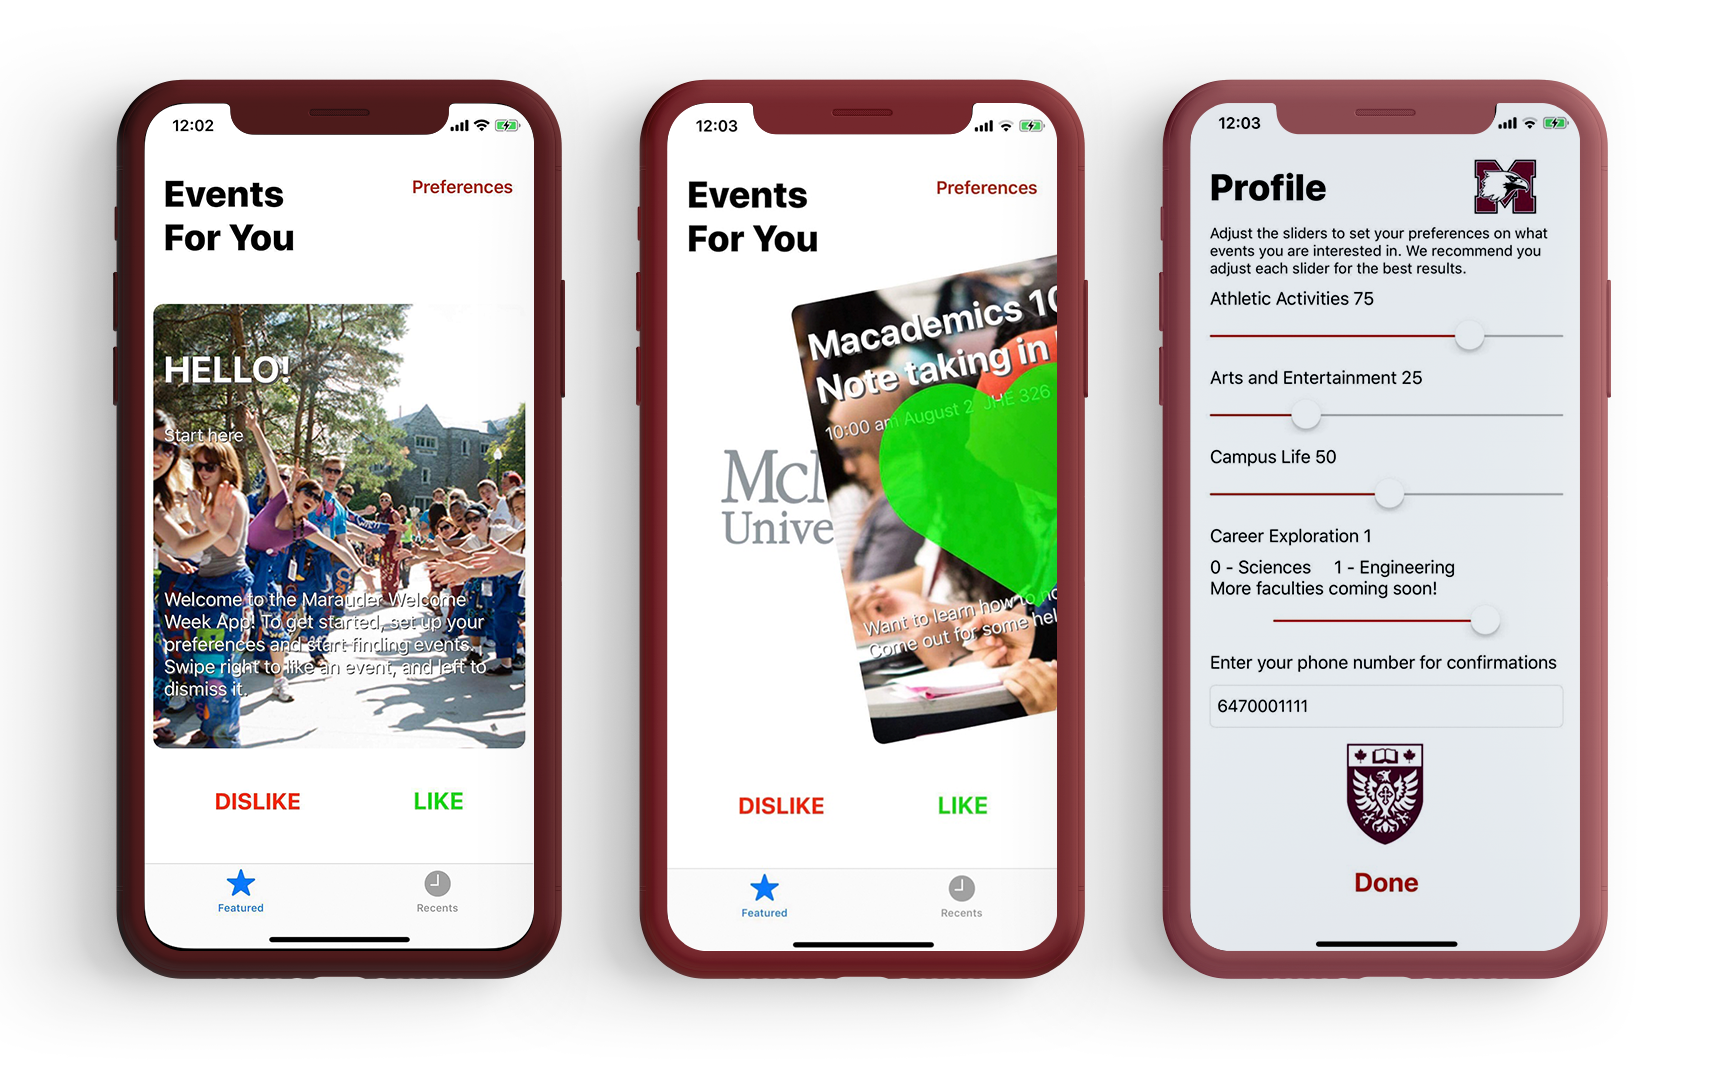 12:02
Events
For You
Preferences
HELLO!
Start here
Welcome to the Marauder Welcome
Week App! To get started, set up your
preferences and start finding events.
Swipe right to like an event, and left to
dismiss it.
DISLIKE
LIKE
Featured
Recents
12:03
Events
For You
Preferences
Macademics 10
Note taking in
10:00 am August 2 JHE 326
McM
Unive
Want to learn how to no
Come out for some hel
DISLIKE
LIKE
Featured
Recents
12:03
Profile
Adjust the sliders to set your preferences on what
events you are interested in. We recommend you
adjust each slider for the best results.
Athletic Activities 75
Arts and Entertainment 25
Campus Life 50
Career Exploration 1
0 - Sciences 1 - Engineering
More faculties coming soon!
Enter your phone number for confirmations
6470001111
Done